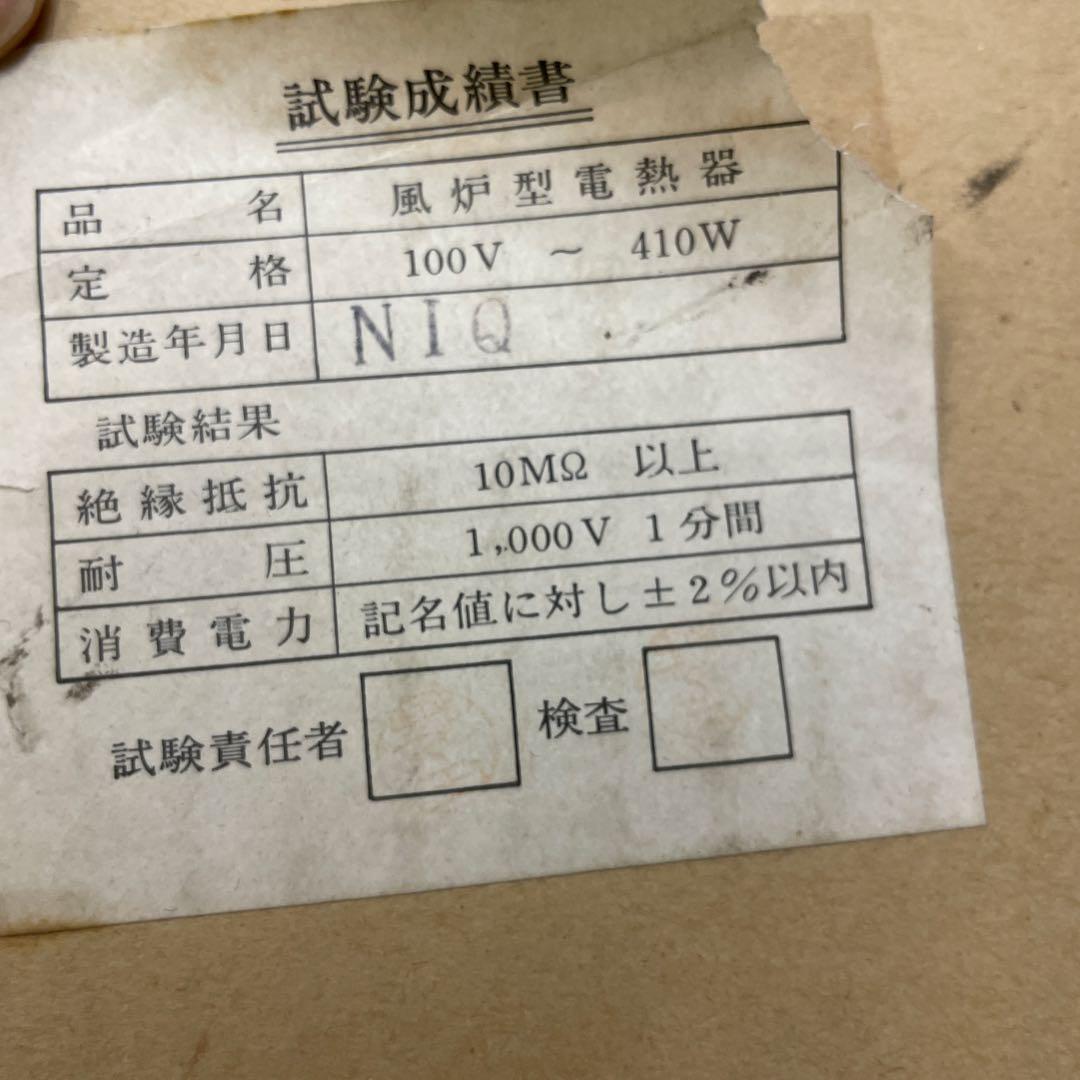 試験成績書
品名 風炉型電熱器
定格 100V ～ 410W
製造年月日 NIQ
試験結果
絶縁抵抗 10MΩ 以上
耐圧 1,000V 1分間
消費電力 記名値に対し±2%以内
試験責任者 検査